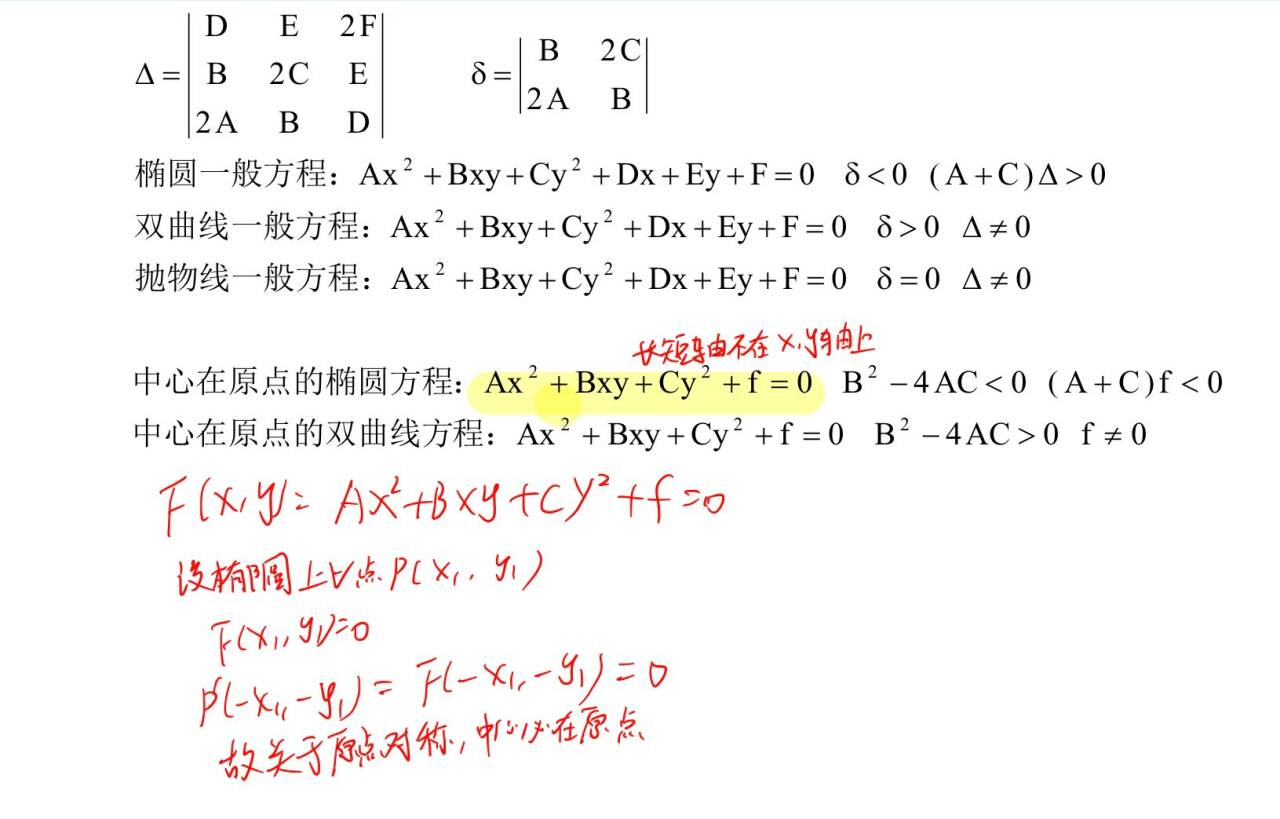 Δ = | D E 2F | δ = | B 2C |
| B 2C E | | 2A B |
| 2A B D |
椭圆一般方程：Ax² + Bxy + Cy² + Dx + Ey + F = 0 δ < 0 (A + C)Δ > 0
双曲线一般方程：Ax² + Bxy + Cy² + Dx + Ey + F = 0 δ > 0 Δ ≠ 0
抛物线一般方程：Ax² + Bxy + Cy² + Dx + Ey + F = 0 δ = 0 Δ ≠ 0
长短轴不在x,y轴上
中心在原点的椭圆方程：Ax² + Bxy + Cy² + f = 0 B² − 4AC < 0 (A + C)f < 0
中心在原点的双曲线方程：Ax² + Bxy + Cy² + f = 0 B² − 4AC > 0 f ≠ 0
F(x,y) = Ax² + Bxy + Cy² + f = 0
设椭圆上∀点P(x₁, y₁)
F(x₁, y₁) = 0
P'(−x₁, −y₁) = F(−x₁, −y₁) = 0
故关于原点对称,中心必在原点